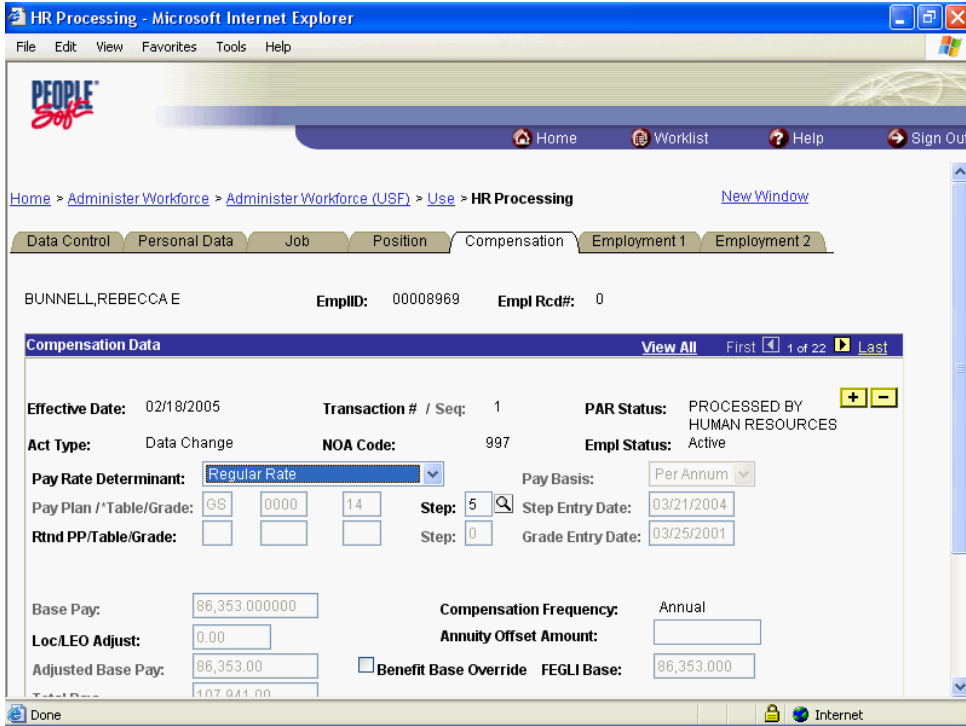 HR Processing - Microsoft Internet Explorer
File Edit View Favorites Tools Help
PEOPLE
Soft
Home Worklist Help Sign Out
Home > Administer Workforce > Administer Workforce (USF) > Use > HR Processing New Window
Data Control Personal Data Job Position Compensation Employment 1 Employment 2
BUNNELL,REBECCA E EmplID: 00008969 Empl Rcd#: 0
Compensation Data View All First 1 of 22 Last
Effective Date: 02/18/2005 Transaction # / Seq: 1 PAR Status: PROCESSED BY
HUMAN RESOURCES
Act Type: Data Change NOA Code: 997 Empl Status: Active
Pay Rate Determinant: Regular Rate Pay Basis: Per Annum
Pay Plan /*Table/Grade: GS 0000 14 Step: 5 Step Entry Date: 03/21/2004
Rtnd PP/Table/Grade: Step: 0 Grade Entry Date: 03/25/2001
Base Pay: 86,353.000000 Compensation Frequency: Annual
Loc/LEO Adjust: 0.00 Annuity Offset Amount:
Adjusted Base Pay: 86,353.00 Benefit Base Override FEGLI Base: 86,353.000
Total Pay: 107,941.00
Done Internet